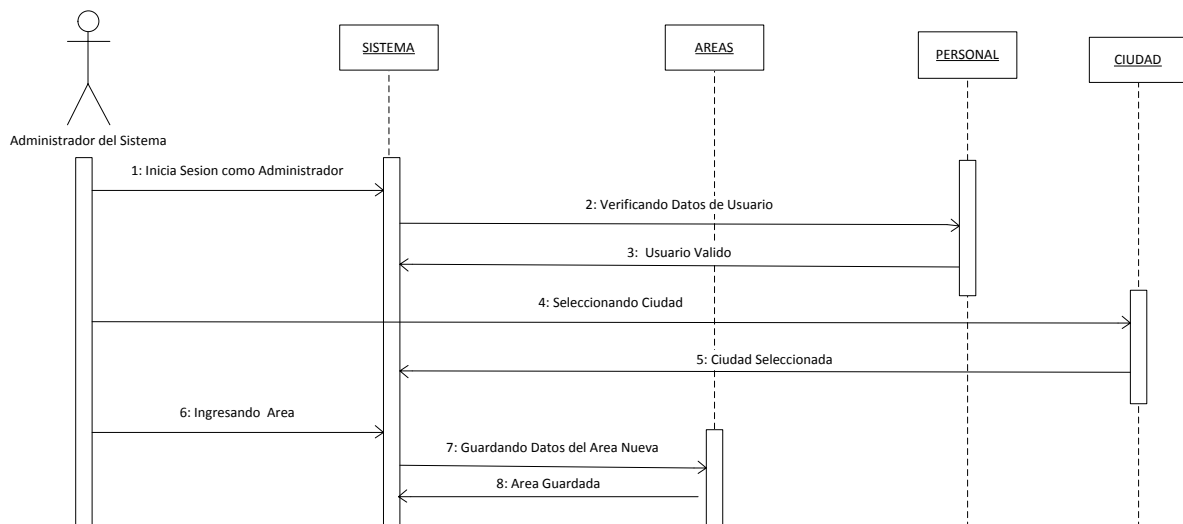 SISTEMA
AREAS
PERSONAL
CIUDAD
Administrador del Sistema
1: Inicia Sesion como Administrador
2: Verificando Datos de Usuario
3: Usuario Valido
4: Seleccionando Ciudad
5: Ciudad Seleccionada
6: Ingresando Area
7: Guardando Datos del Area Nueva
8: Area Guardada